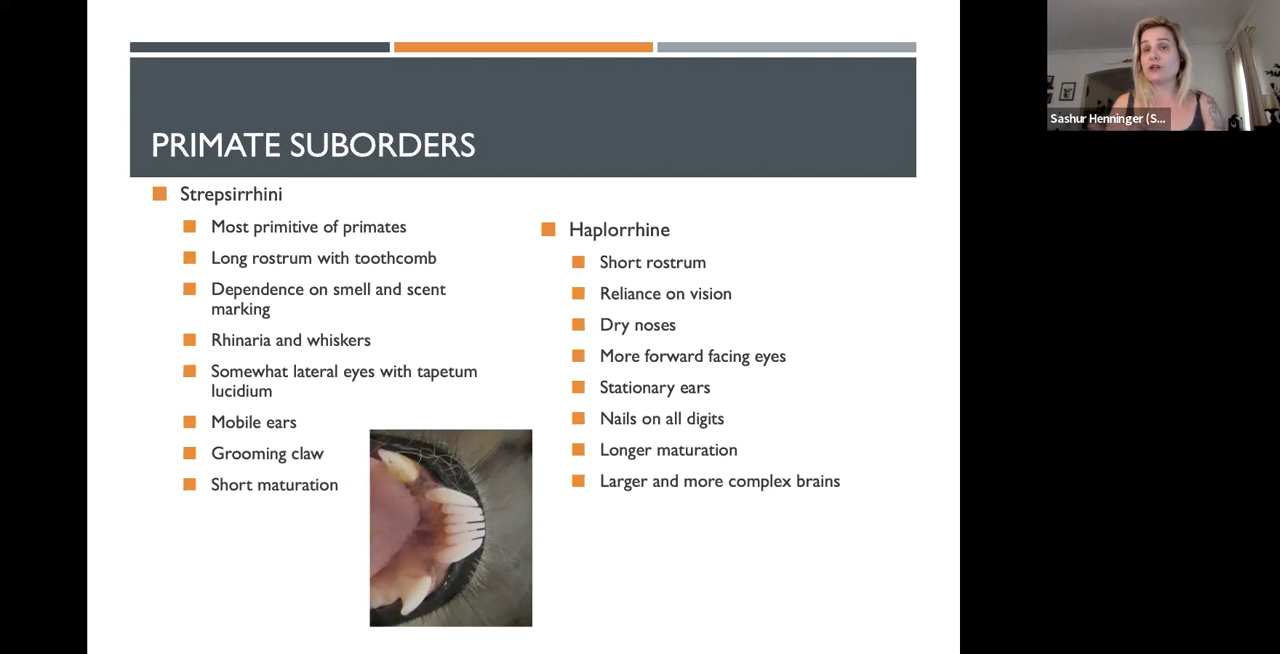 PRIMATE SUBORDERS
Strepsirrhini
Most primitive of primates
Long rostrum with toothcomb
Dependence on smell and scent
marking
Rhinaria and whiskers
Somewhat lateral eyes with tapetum
lucidium
Mobile ears
Grooming claw
Short maturation
Haplorrhine
Short rostrum
Reliance on vision
Dry noses
More forward facing eyes
Stationary ears
Nails on all digits
Longer maturation
Larger and more complex brains
Sashur Henninger (S...